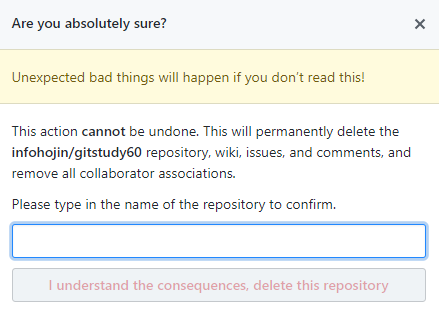 Are you absolutely sure?
Unexpected bad things will happen if you don’t read this!
This action cannot be undone. This will permanently delete the
infohojin/gitstudy60 repository, wiki, issues, and comments, and
remove all collaborator associations.
Please type in the name of the repository to confirm.
I understand the consequences, delete this repository